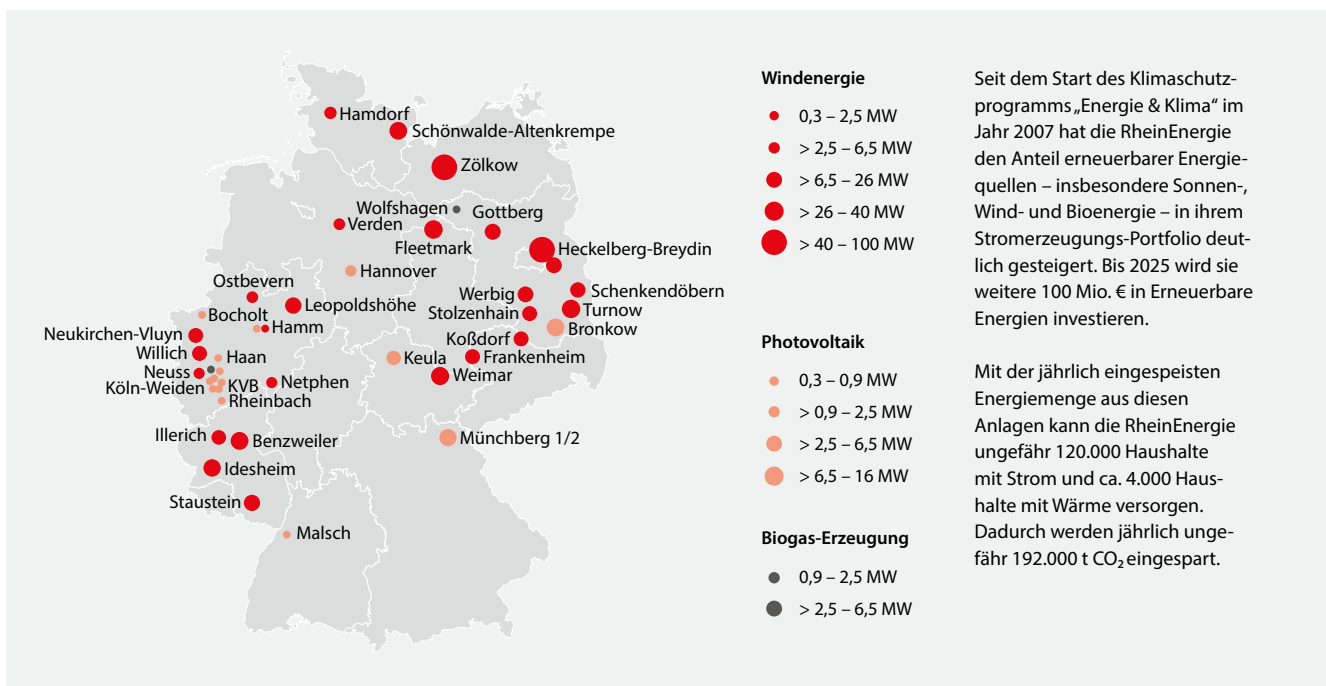 Hamdorf
Schönwalde-Altenkrempe
Zölkow
Wolfshagen
Gottberg
Verden
Fleetmark
Heckelberg-Breydin
Hannover
Ostbevern
Werbig
Schenkendöbern
Leopoldshöhe
Stolzenhain
Turnow
Bocholt
Hamm
Bronkow
Neukirchen-Vluyn
Koßdorf
Willich
Haan
Keula
Frankenheim
Neuss
Weimar
Köln-Weiden
KVB
Netphen
Rheinbach
Illerich
Benzweiler
Münchberg 1/2
Idesheim
Staustein
Malsch
Windenergie
0,3 – 2,5 MW
> 2,5 – 6,5 MW
> 6,5 – 26 MW
> 26 – 40 MW
> 40 – 100 MW
Photovoltaik
0,3 – 0,9 MW
> 0,9 – 2,5 MW
> 2,5 – 6,5 MW
> 6,5 – 16 MW
Biogas-Erzeugung
0,9 – 2,5 MW
> 2,5 – 6,5 MW
Seit dem Start des Klimaschutz-
programms „Energie & Klima“ im
Jahr 2007 hat die RheinEnergie
den Anteil erneuerbarer Energie-
quellen – insbesondere Sonnen-,
Wind- und Bioenergie – in ihrem
Stromerzeugungs-Portfolio deut-
lich gesteigert. Bis 2025 wird sie
weitere 100 Mio. € in Erneuerbare
Energien investieren.
Mit der jährlich eingespeisten
Energiemenge aus diesen
Anlagen kann die RheinEnergie
ungefähr 120.000 Haushalte
mit Strom und ca. 4.000 Haus-
halte mit Wärme versorgen.
Dadurch werden jährlich unge-
fähr 192.000 t CO₂ eingespart.